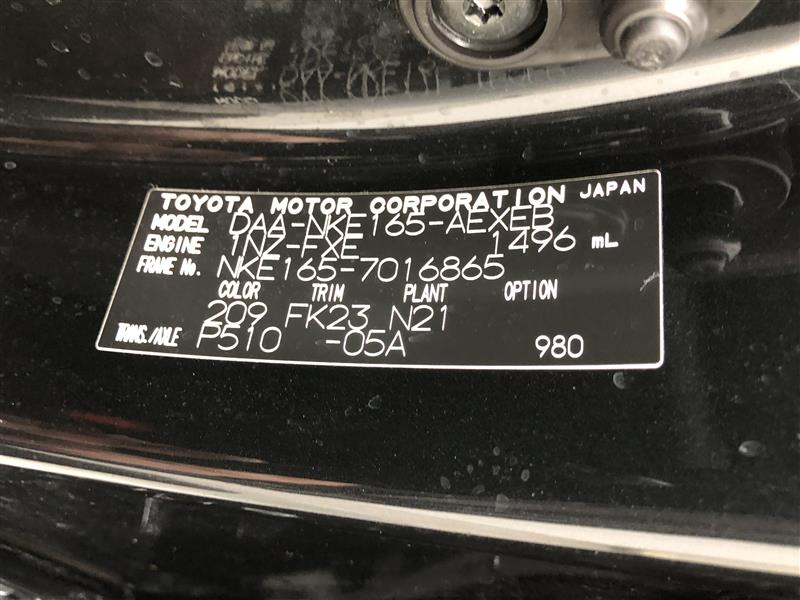 TOYOTA MOTOR CORPORATION JAPAN
MODEL DAA-NKE165-AEXEB
ENGINE 1NZ-FXE 1496 mL
FRAME No. NKE165-7016865
COLOR TRIM PLANT OPTION
209 FK23 N21
TRANS./AXLE P510 -05A 980